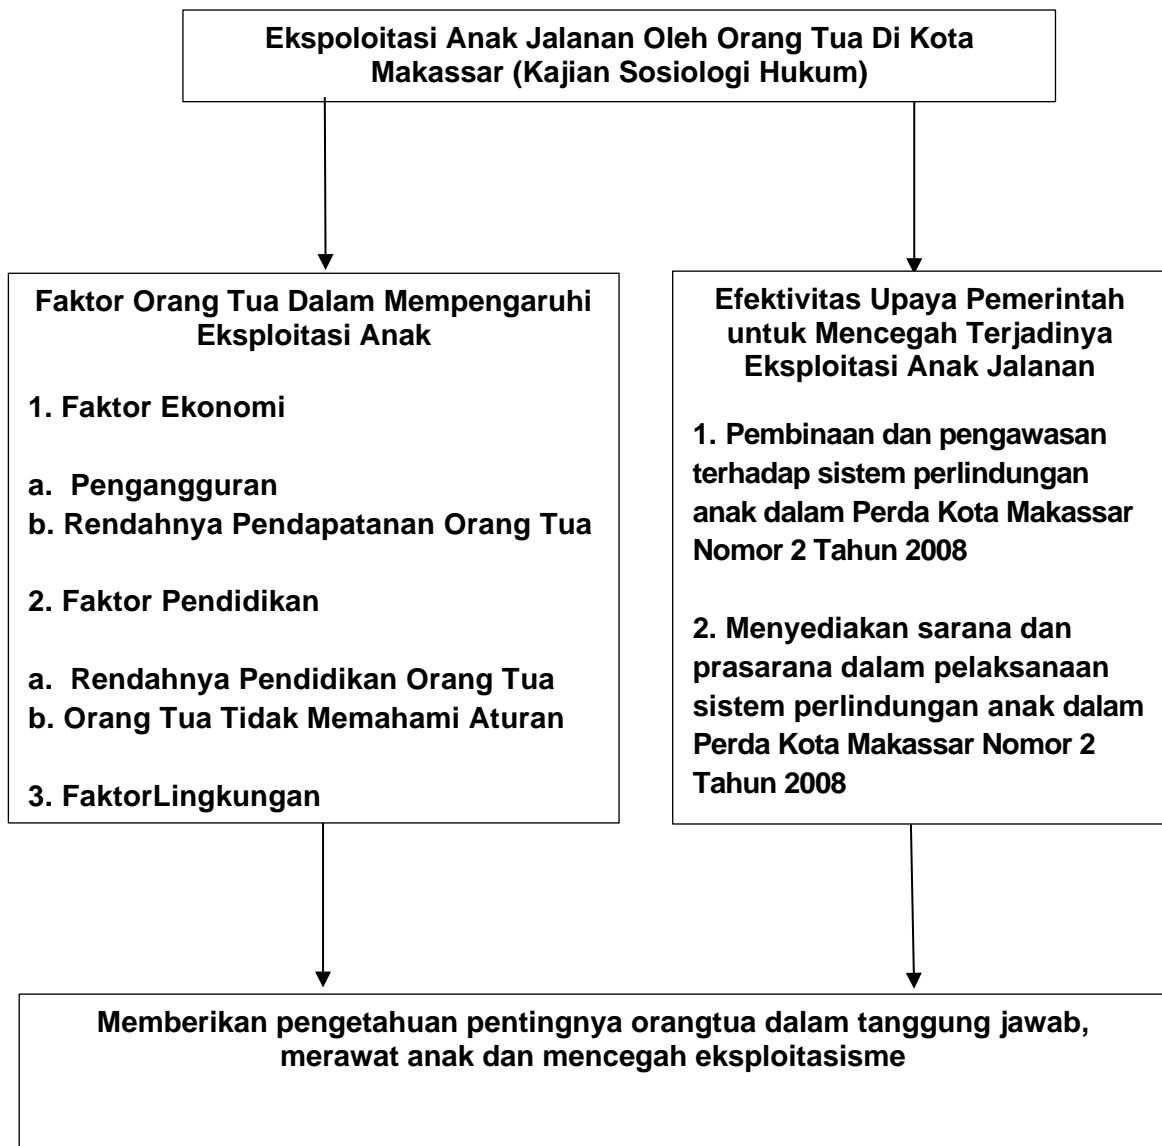 Ekspoloitasi Anak Jalanan Oleh Orang Tua Di Kota
Makassar (Kajian Sosiologi Hukum)
Faktor Orang Tua Dalam Mempengaruhi
Eksploitasi Anak
1. Faktor Ekonomi
a. Pengangguran
b. Rendahnya Pendapatanan Orang Tua
2. Faktor Pendidikan
a. Rendahnya Pendidikan Orang Tua
b. Orang Tua Tidak Memahami Aturan
3. FaktorLingkungan
Efektivitas Upaya Pemerintah
untuk Mencegah Terjadinya
Eksploitasi Anak Jalanan
1. Pembinaan dan pengawasan
terhadap sistem perlindungan
anak dalam Perda Kota Makassar
Nomor 2 Tahun 2008
2. Menyediakan sarana dan
prasarana dalam pelaksanaan
sistem perlindungan anak dalam
Perda Kota Makassar Nomor 2
Tahun 2008
Memberikan pengetahuan pentingnya orangtua dalam tanggung jawab,
merawat anak dan mencegah eksploitasisme